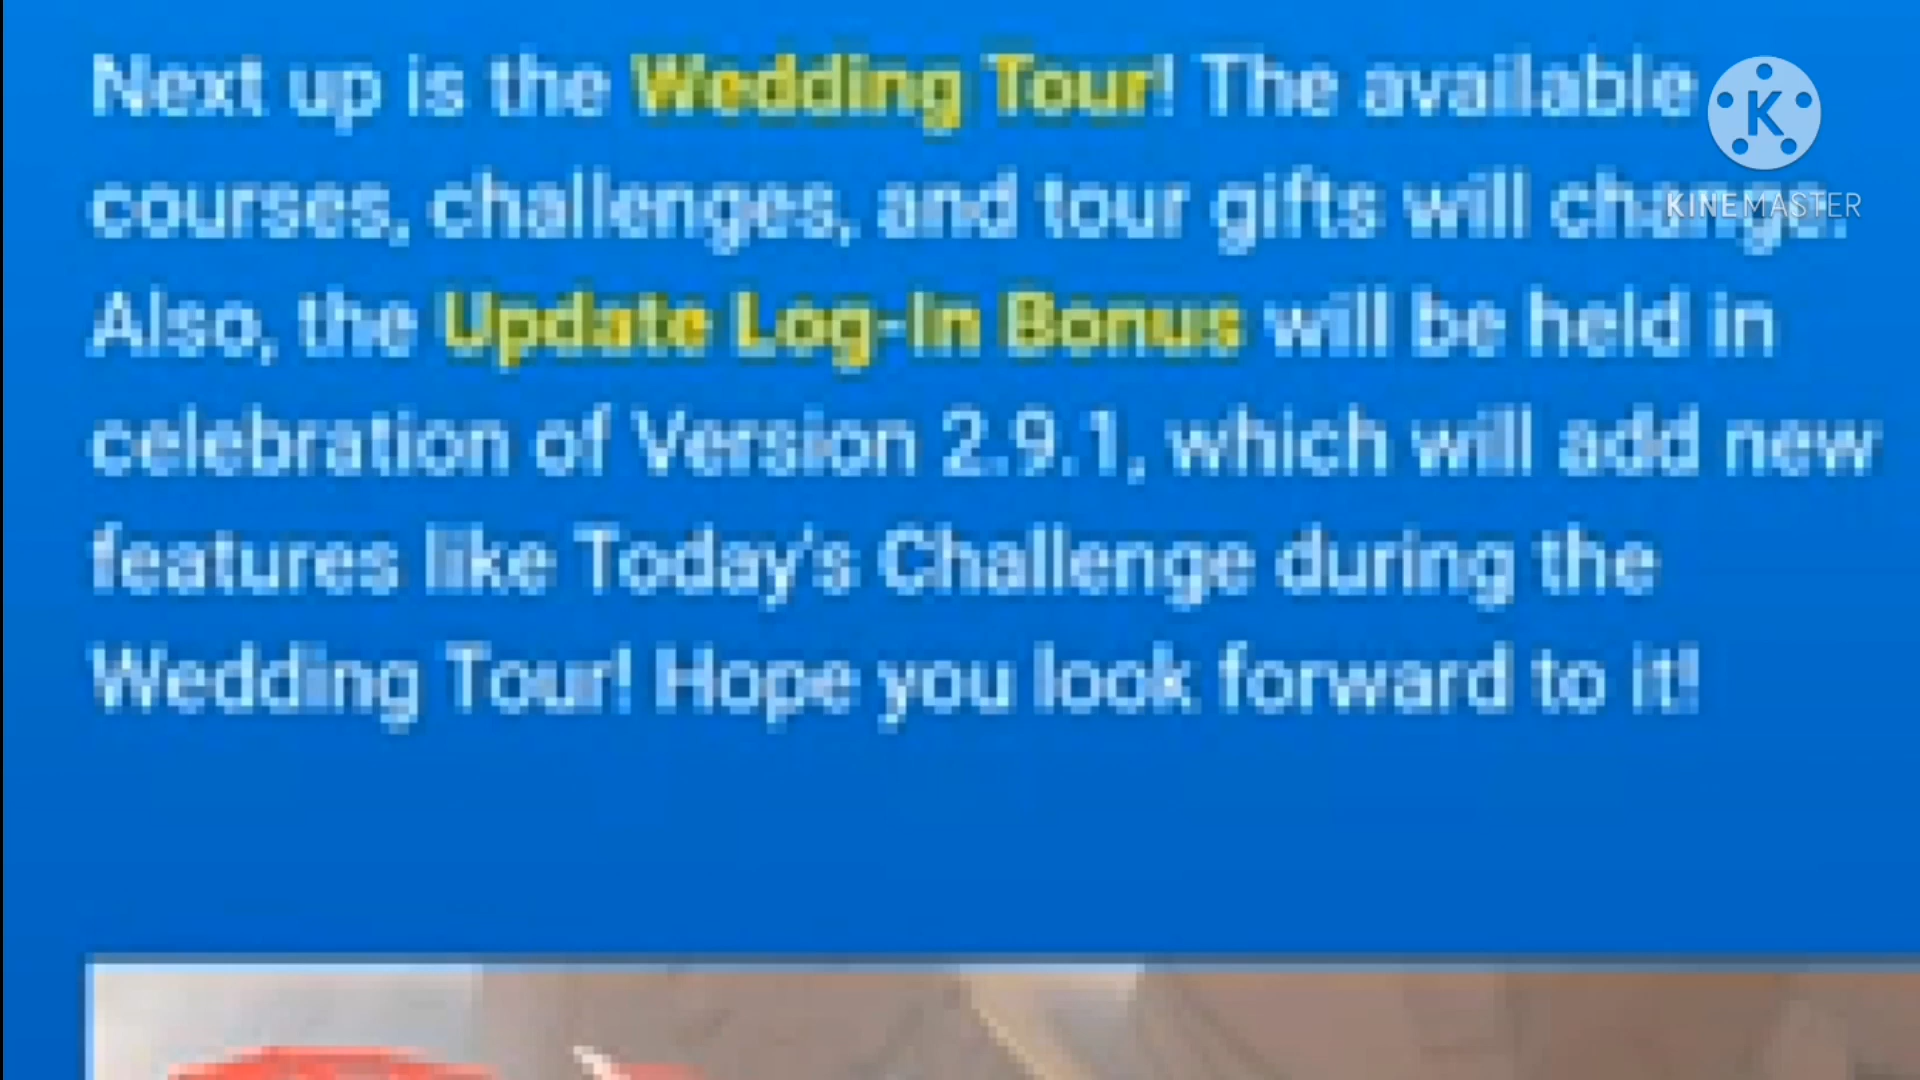 Next up is the Wedding Tour! The available
courses, challenges, and tour gifts will change.
Also, the Update Log-In Bonus will be held in
celebration of Version 2.9.1, which will add new
features like Today's Challenge during the
Wedding Tour! Hope you look forward to it!
K
KINEMASTER